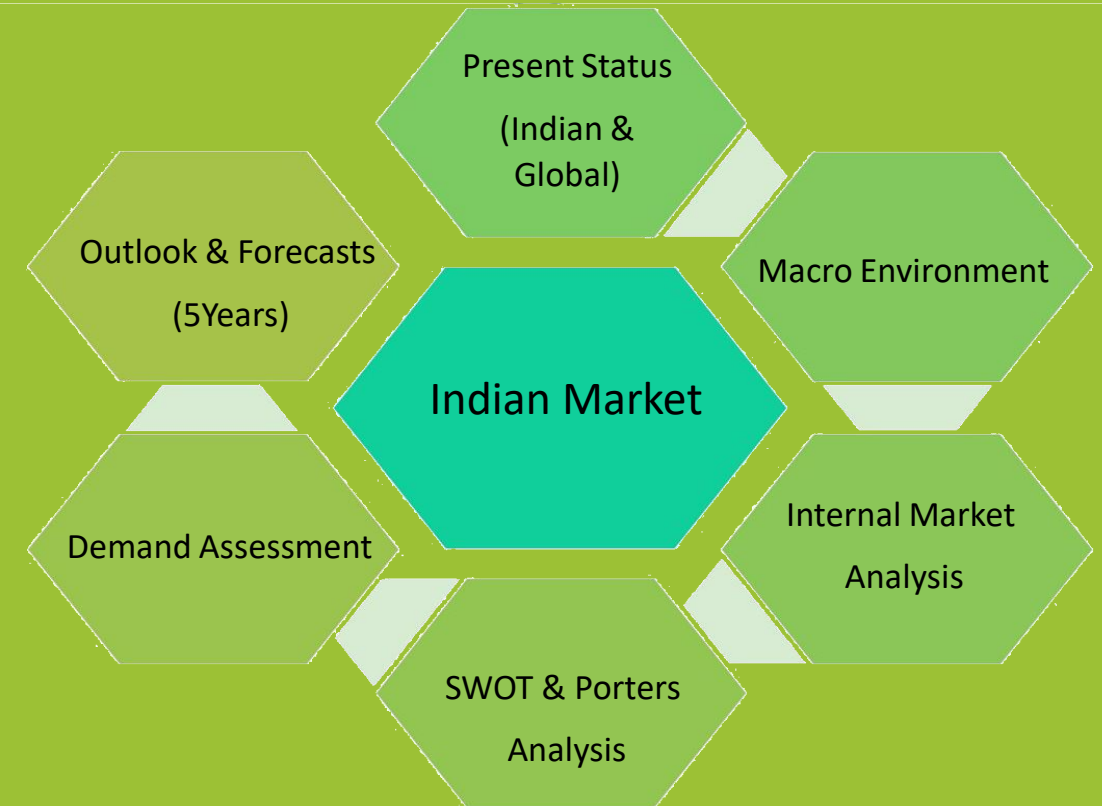 Present Status
(Indian &
Global)
Macro Environment
Internal Market
Analysis
SWOT & Porters
Analysis
Demand Assessment
Outlook & Forecasts
(5Years)
Indian Market